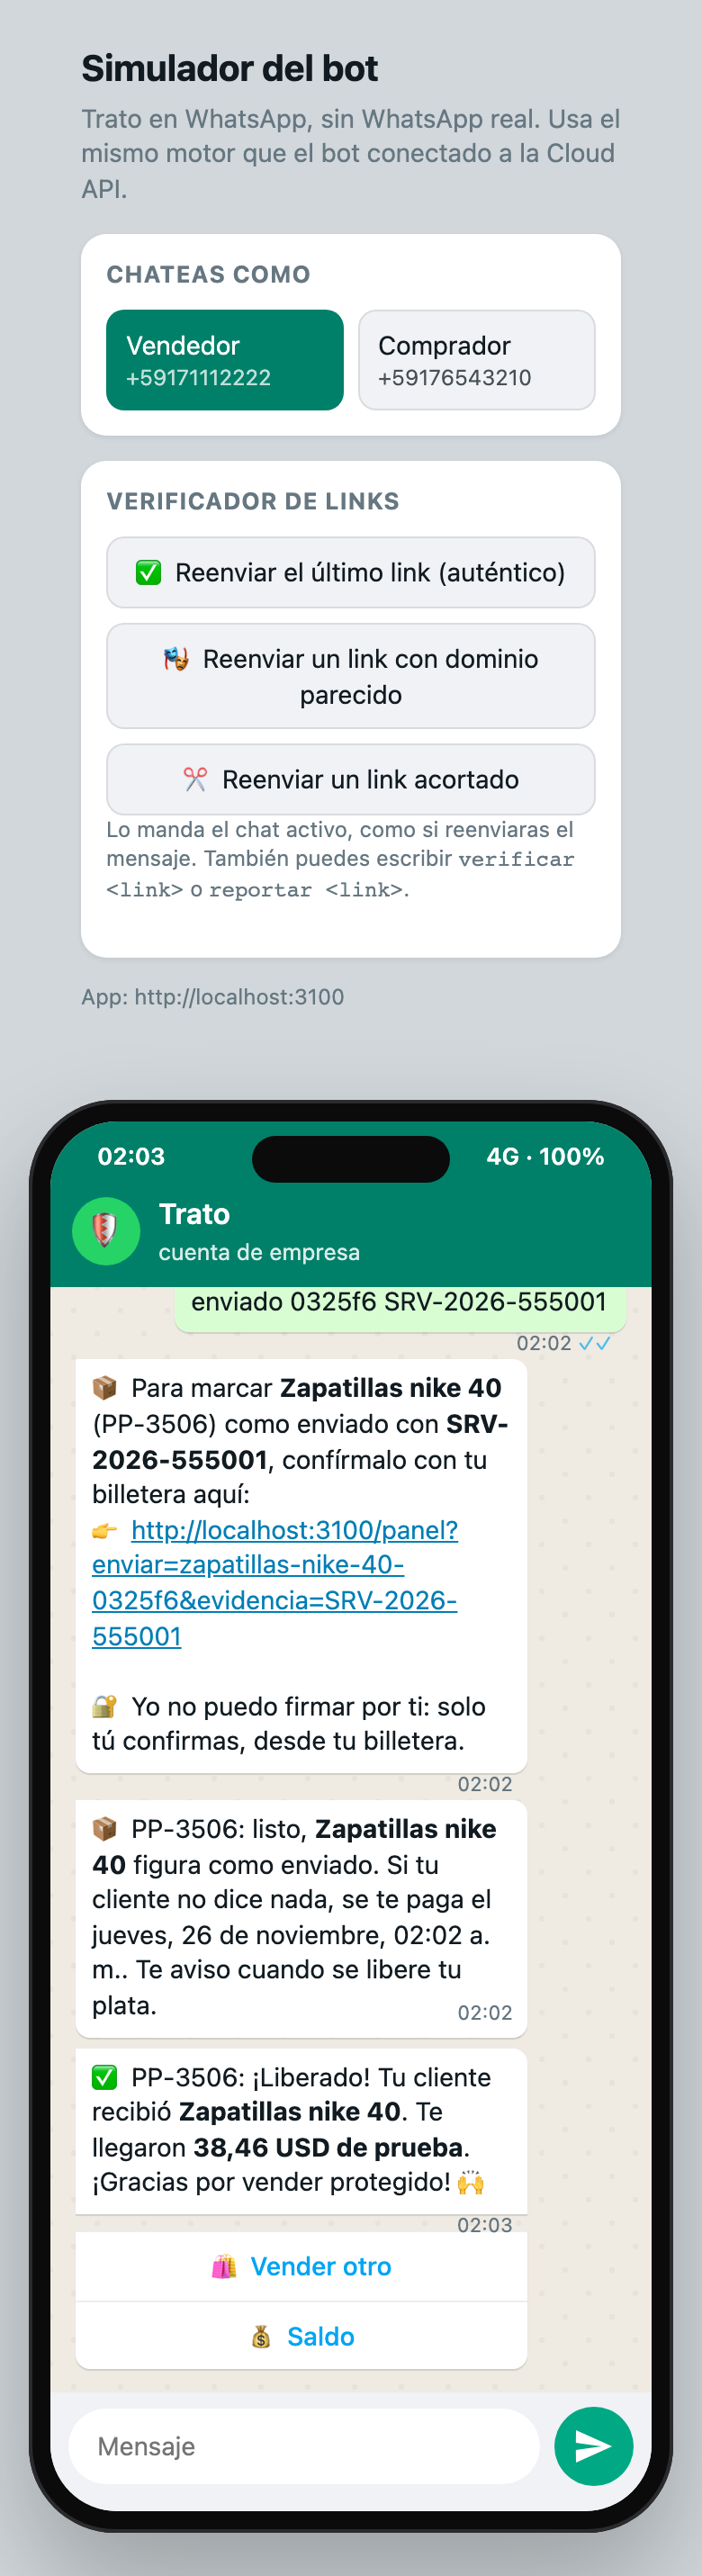 Simulador del bot
Trato en WhatsApp, sin WhatsApp real. Usa el
mismo motor que el bot conectado a la Cloud
API.
CHATEAS COMO
Vendedor
+59171112222
Comprador
+59176543210
VERIFICADOR DE LINKS
✅ Reenviar el último link (auténtico)
🎭 Reenviar un link con dominio
parecido
✂️ Reenviar un link acortado
Lo manda el chat activo, como si reenviaras el
mensaje. También puedes escribir verificar
<link> o reportar <link>.
App: http://localhost:3100
02:03
4G · 100%
Trato
cuenta de empresa
enviado 0325f6 SRV-2026-555001
02:02 ✓✓
📦 Para marcar Zapatillas nike 40
(PP-3506) como enviado con SRV-
2026-555001, confírmalo con tu
billetera aquí:
👉 http://localhost:3100/panel?
enviar=zapatillas-nike-40-
0325f6&evidencia=SRV-2026-
555001
🔐 Yo no puedo firmar por ti: solo
tú confirmas, desde tu billetera.
02:02
📦 PP-3506: listo, Zapatillas nike
40 figura como enviado. Si tu
cliente no dice nada, se te paga el
jueves, 26 de noviembre, 02:02 a.
m.. Te aviso cuando se libere tu
plata.
02:02
✅ PP-3506: ¡Liberado! Tu cliente
recibió Zapatillas nike 40. Te
llegaron 38,46 USD de prueba.
¡Gracias por vender protegido! 🙌
02:03
🛍️ Vender otro
💰 Saldo
Mensaje